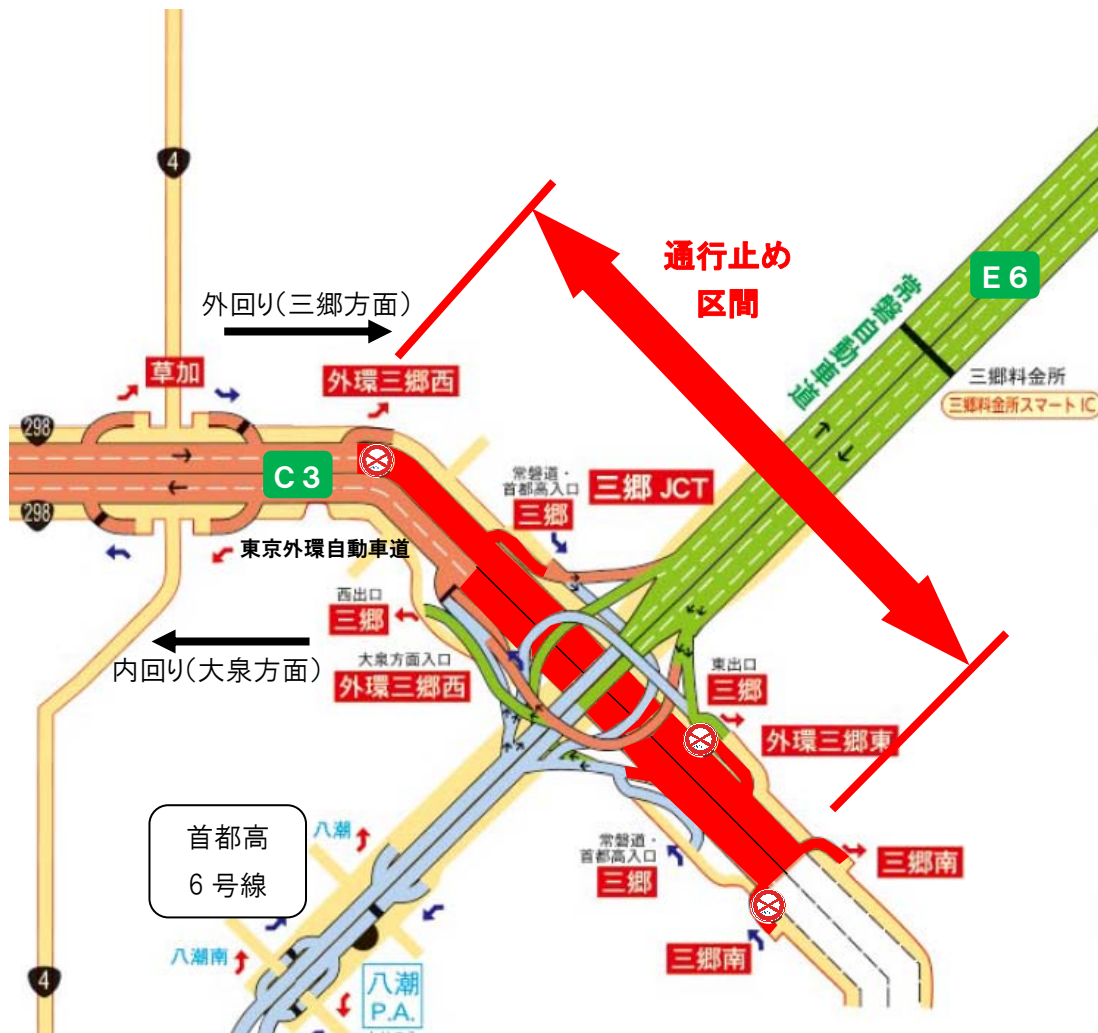 4
通行止め
区間
E6
常磐自動車道
外回り(三郷方面)
草加
外環三郷西
三郷料金所
三郷料金所スマートIC
298
C3
常磐道・
首都高入口
三郷
三郷 JCT
298
東京外環自動車道
西出口
三郷
内回り(大泉方面)
大泉方面入口
外環三郷西
東出口
三郷
外環三郷東
首都高
6号線
八潮
常磐道・
首都高入口
三郷
三郷南
八潮南
三郷南
4
八潮
P.A.